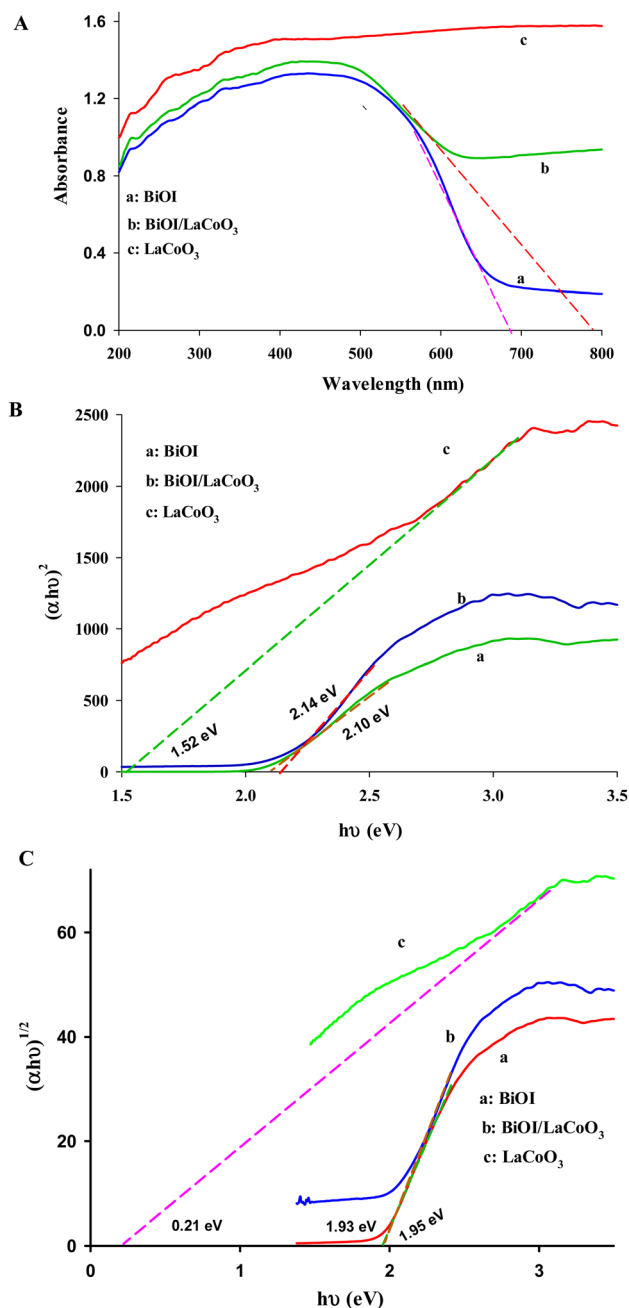 A
1.6
1.2
0.8
0.4
0.0
Absorbance
c
b
a
a: BiOI
b: BiOI/LaCoO₃
c: LaCoO₃
200 300 400 500 600 700 800
Wavelength (nm)
B
2500
2000
1500
1000
500
0
(αhυ)²
a: BiOI
b: BiOI/LaCoO₃
c: LaCoO₃
c
b
a
1.52 eV
2.14 eV
2.10 eV
1.5 2.0 2.5 3.0 3.5
hυ (eV)
C
60
40
20
0
(αhυ)^1/2
c
b
a
a: BiOI
b: BiOI/LaCoO₃
c: LaCoO₃
0.21 eV
1.93 eV
1.95 eV
0 1 2 3
hυ (eV)